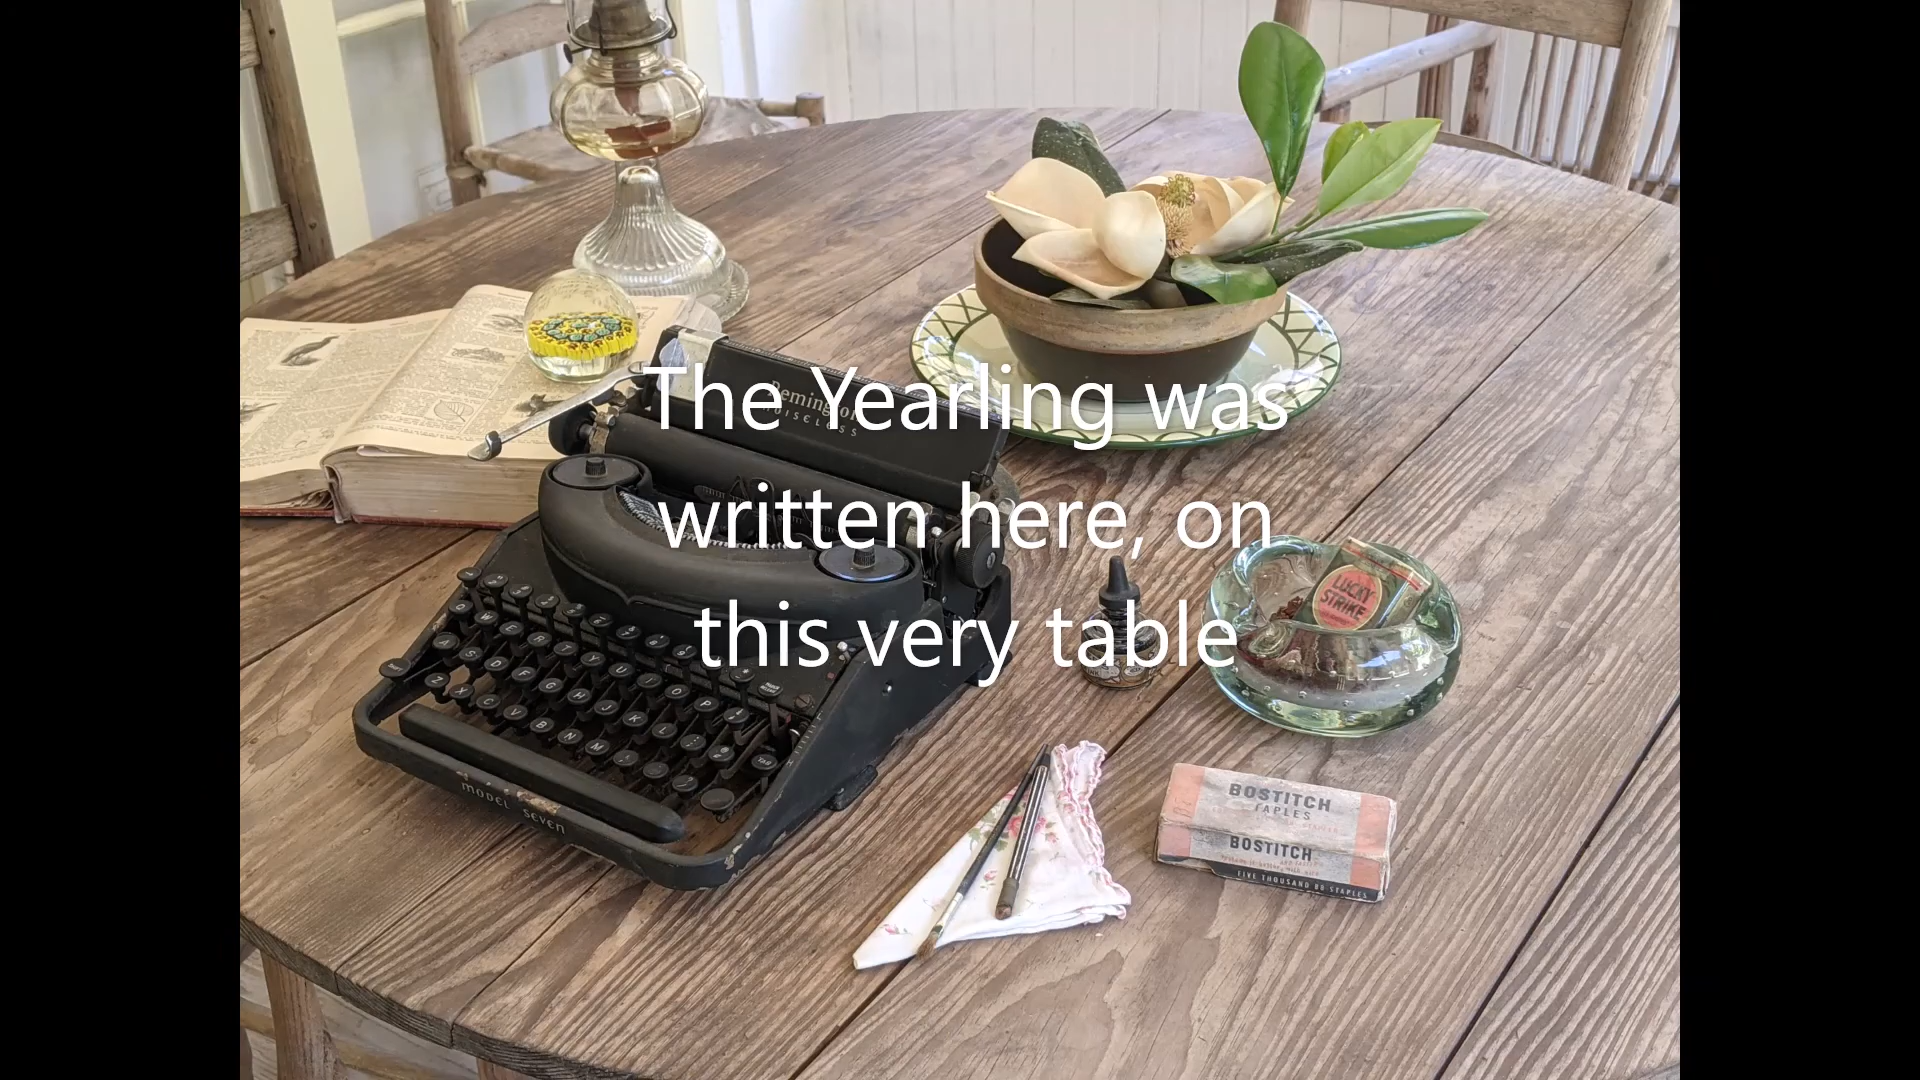 The Yearling was
written here, on
this very table
Remington
NOISELESS
LUCKY
STRIKE
MODEL SEVEN
W E R T Y U I O P
S D F G H J K L
Z X C V B N M
BOSTITCH
STAPLES
BOSTITCH
FIVE THOUSAND B8 STAPLES